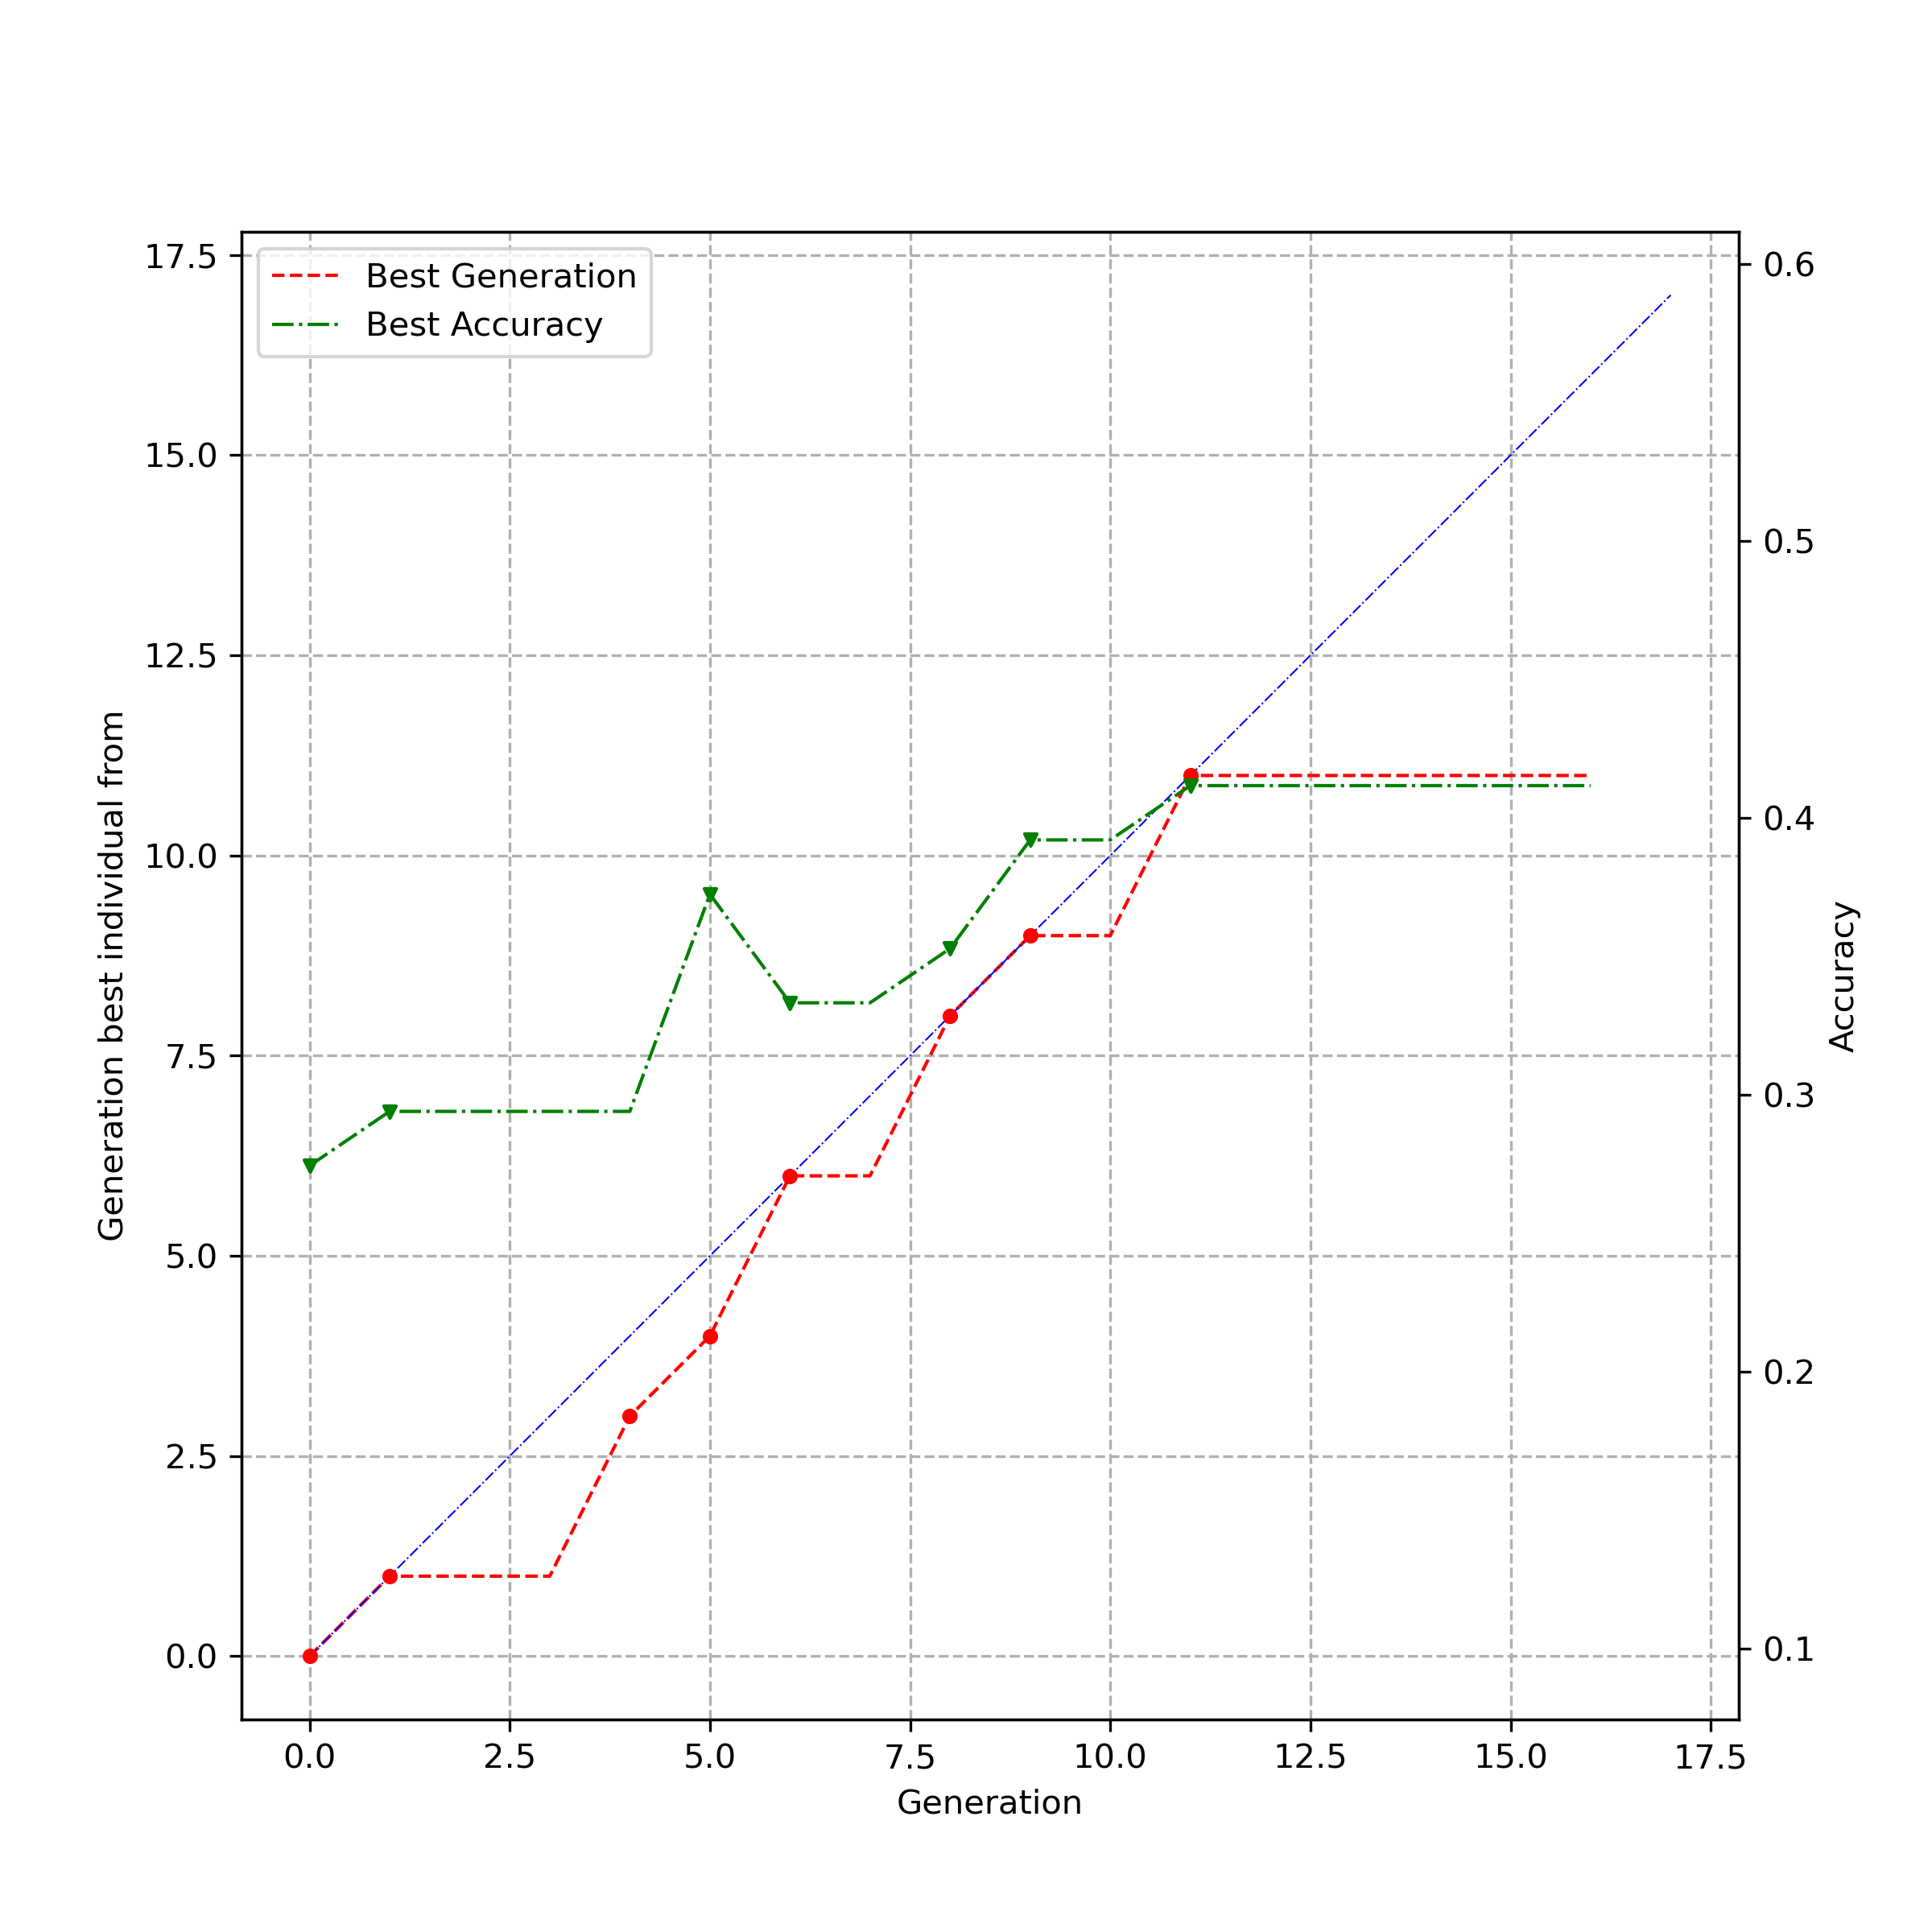 Best Generation
Best Accuracy
17.5
15.0
12.5
10.0
7.5
5.0
2.5
0.0
Generation best individual from
0.6
0.5
0.4
0.3
0.2
0.1
Accuracy
0.0 2.5 5.0 7.5 10.0 12.5 15.0 17.5
Generation